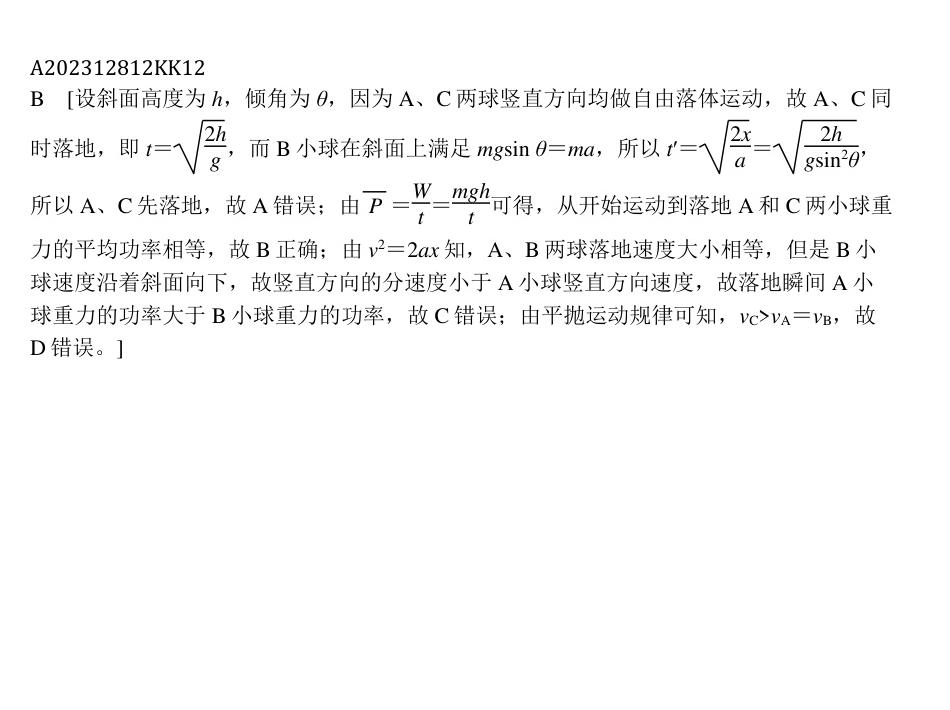 A202312812KK12
B [设斜面高度为 h，倾角为 θ，因为 A、C 两球竖直方向均做自由落体运动，故 A、C 同
时落地，即 t=√(2h/g)，而 B 小球在斜面上满足 mgsin θ=ma，所以 t′=√(2x/a)=√(2h/gsin²θ)，
所以 A、C 先落地，故 A 错误；由 P̄ =W/t=mgh/t可得，从开始运动到落地 A 和 C 两小球重
力的平均功率相等，故 B 正确；由 v²=2ax 知，A、B 两球落地速度大小相等，但是 B 小
球速度沿着斜面向下，故竖直方向的分速度小于 A 小球竖直方向速度，故落地瞬间 A 小
球重力的功率大于 B 小球重力的功率，故 C 错误；由平抛运动规律可知，v_C>v_A=v_B，故
D 错误。]